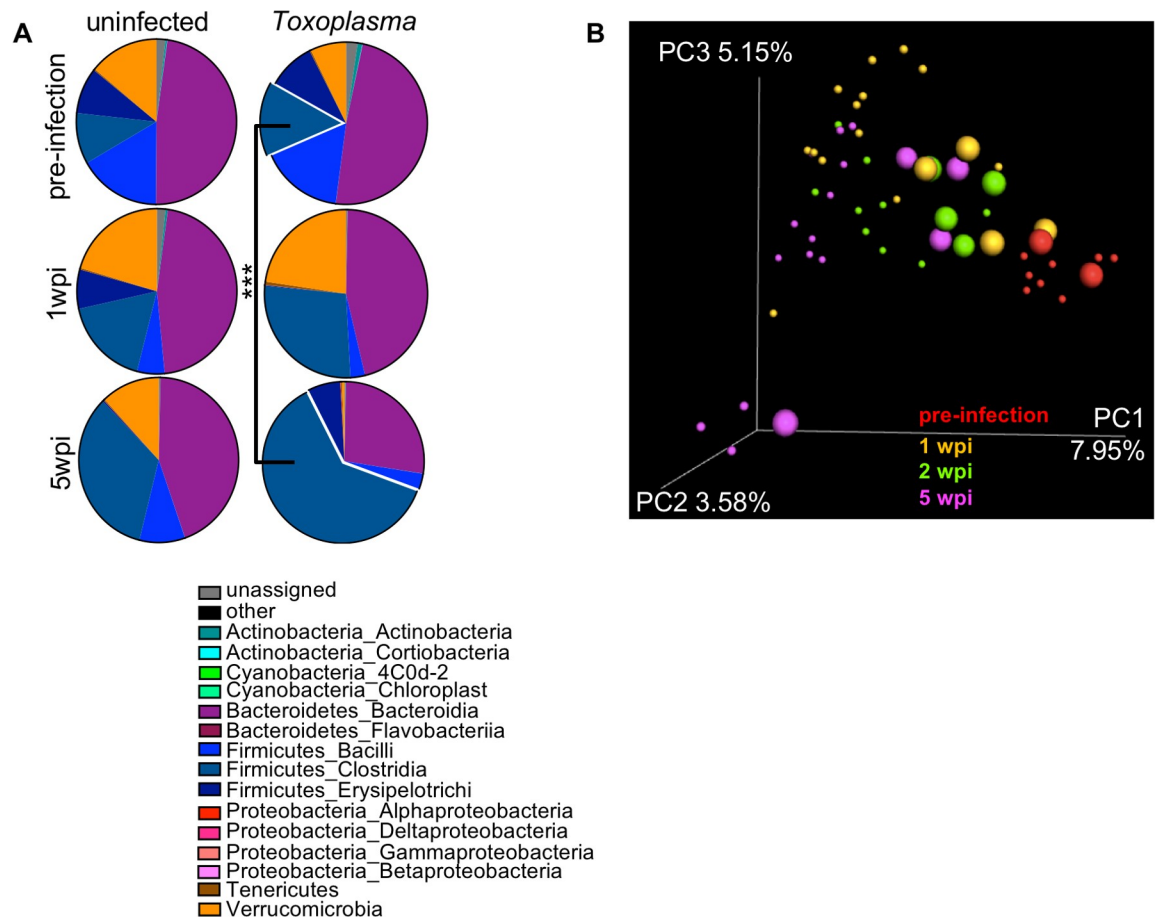 A
uninfected
Toxoplasma
pre-infection
1wpi
5wpi
***
B
PC3 5.15%
pre-infection
1 wpi
2 wpi
5 wpi
PC1
7.95%
PC2 3.58%
unassigned
other
Actinobacteria_Actinobacteria
Actinobacteria_Cortiobacteria
Cyanobacteria_4C0d-2
Cyanobacteria_Chloroplast
Bacteroidetes_Bacteroidia
Bacteroidetes_Flavobacteriia
Firmicutes_Bacilli
Firmicutes_Clostridia
Firmicutes_Erysipelotrichi
Proteobacteria_Alphaproteobacteria
Proteobacteria_Deltaproteobacteria
Proteobacteria_Gammaproteobacteria
Proteobacteria_Betaproteobacteria
Tenericutes
Verrucomicrobia